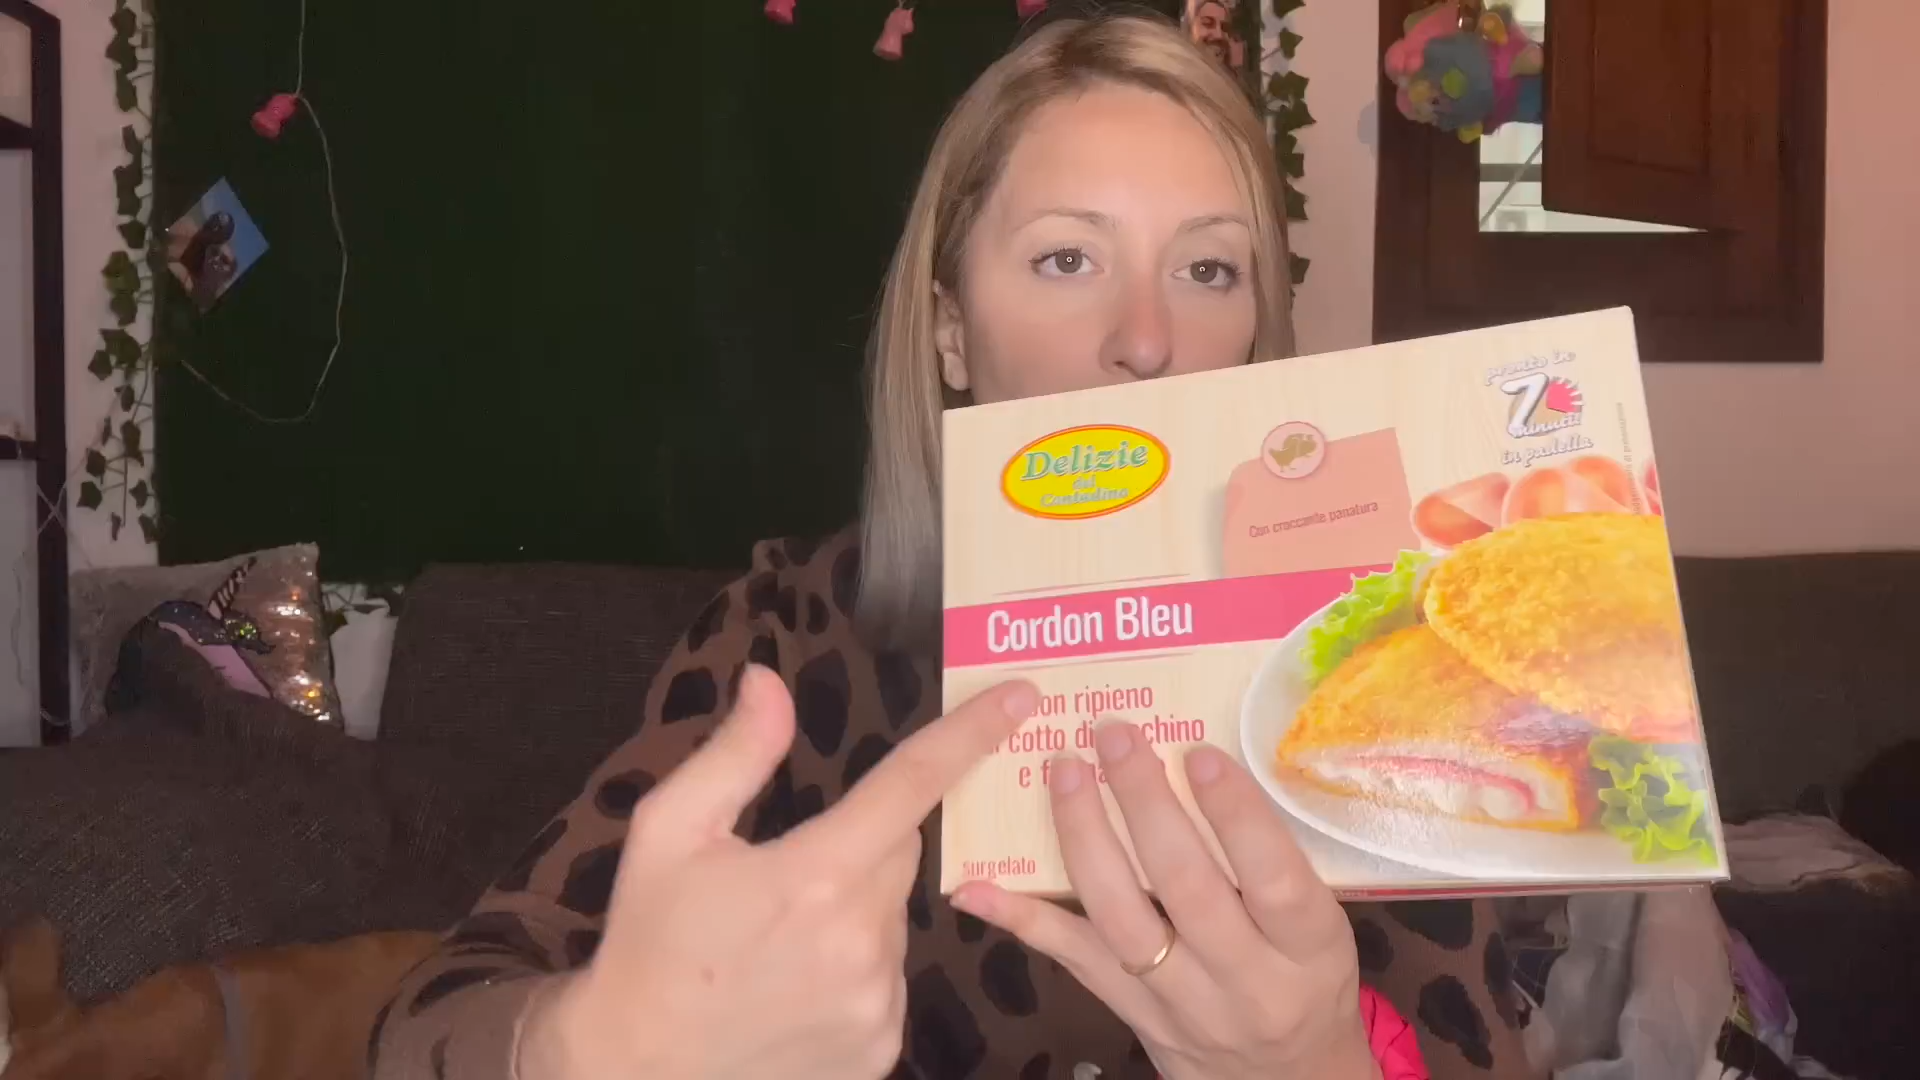 Delizie
del
Contadino
pronto in
7
minuti!
in padella
Con croccante panatura
Cordon Bleu
con ripieno
cotto di
e
surgelato